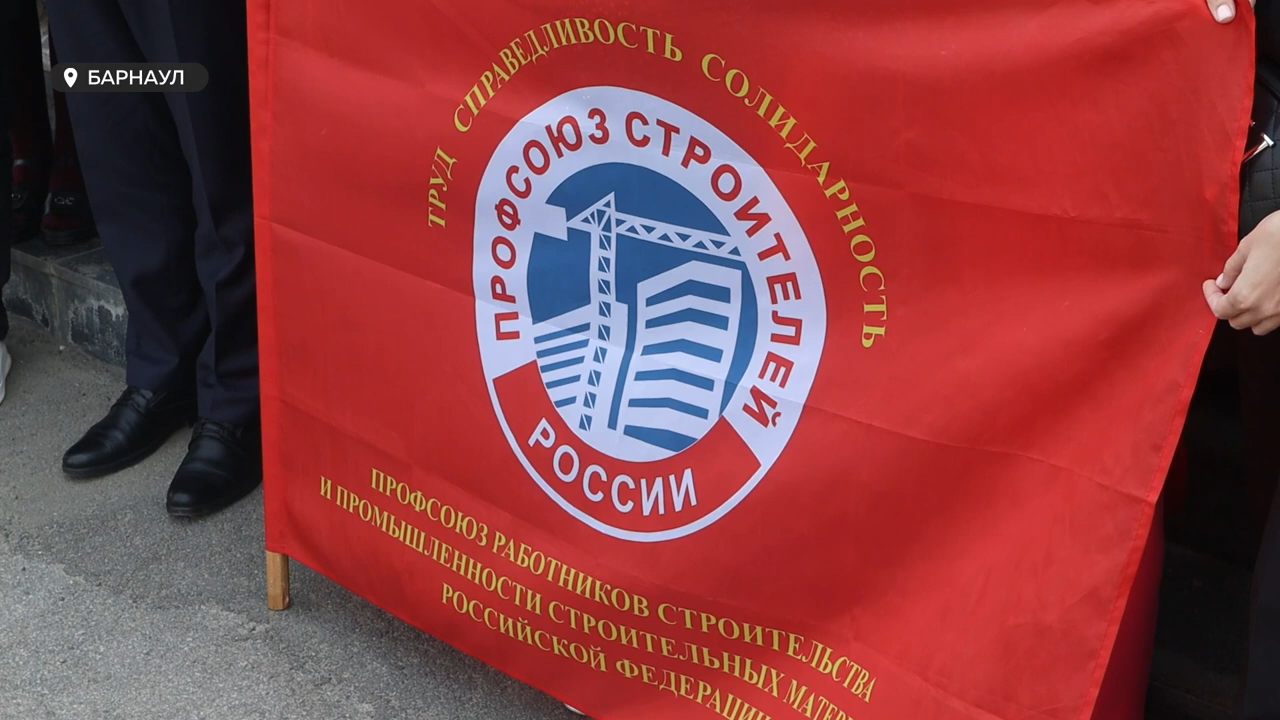 БАРНАУЛ
ТРУД СПРАВЕДЛИВОСТЬ СОЛИДАРНОСТЬ
ПРОФСОЮЗ СТРОИТЕЛЕЙ
РОССИИ
ПРОФСОЮЗ РАБОТНИКОВ СТРОИТЕЛЬСТВА
И ПРОМЫШЛЕННОСТИ СТРОИТЕЛЬНЫХ
РОССИЙСКОЙ ФЕДЕРАЦИИ